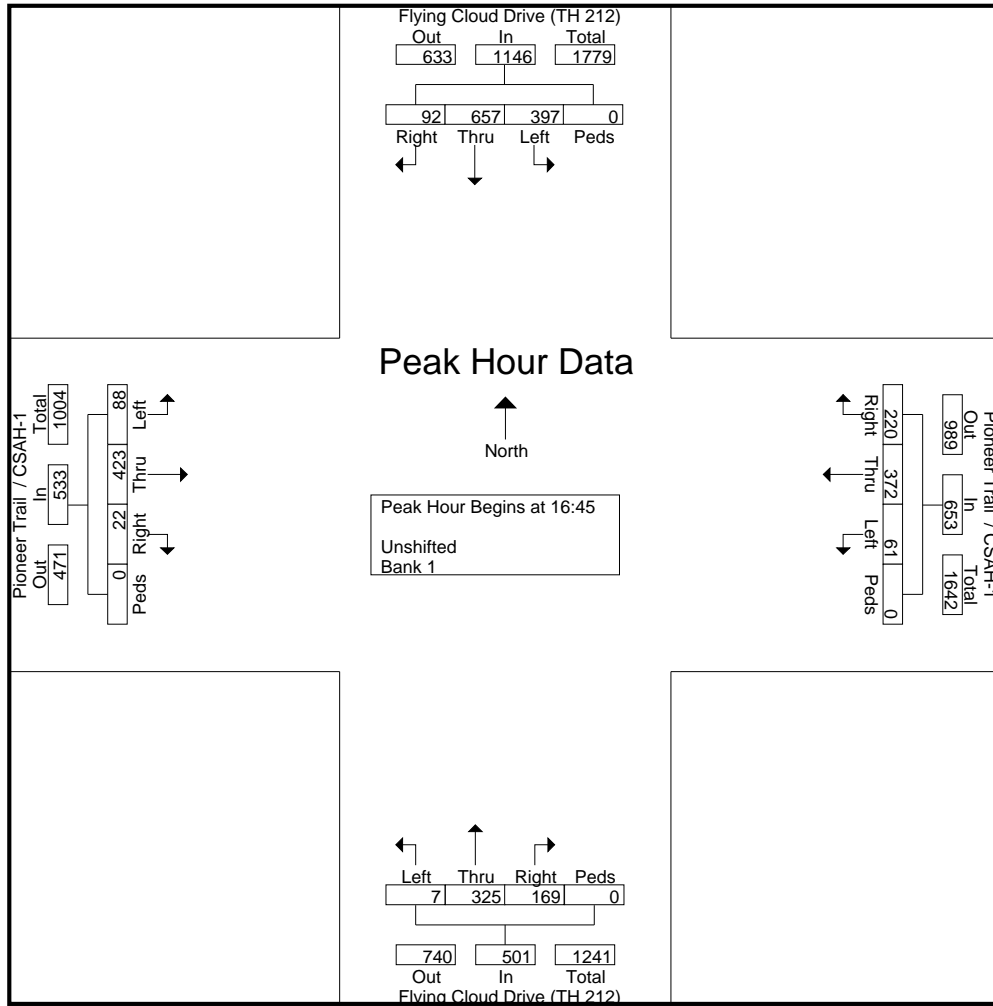 Flying Cloud Drive (TH 212)
Out In Total
633 1146 1779
92 657 397 0
Right Thru Left Peds
Peak Hour Data
North
Peak Hour Begins at 16:45
Unshifted
Bank 1
Pioneer Trail / CSAH-1
Total In Out
1004 533 471
88 423 22 0
Left Thru Right Peds
Pioneer Trail / CSAH-1
Out In Total
989 653 1642
220 372 61 0
Right Thru Left Peds
Left Thru Right Peds
7 325 169 0
740 501 1241
Out In Total
Flying Cloud Drive (TH 212)